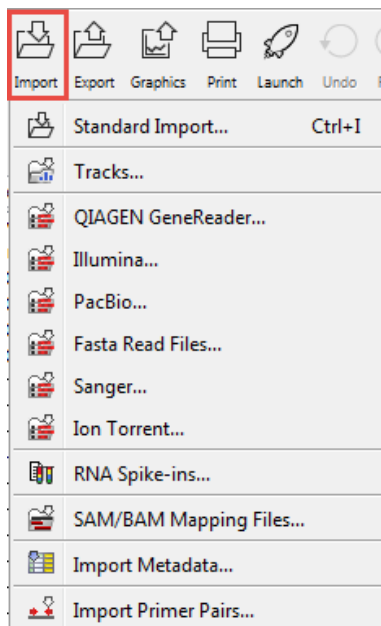 Import Export Graphics Print Launch Undo
Standard Import... Ctrl+I
Tracks...
QIAGEN GeneReader...
Illumina...
PacBio...
Fasta Read Files...
Sanger...
Ion Torrent...
RNA Spike-ins...
SAM/BAM Mapping Files...
Import Metadata...
Import Primer Pairs...